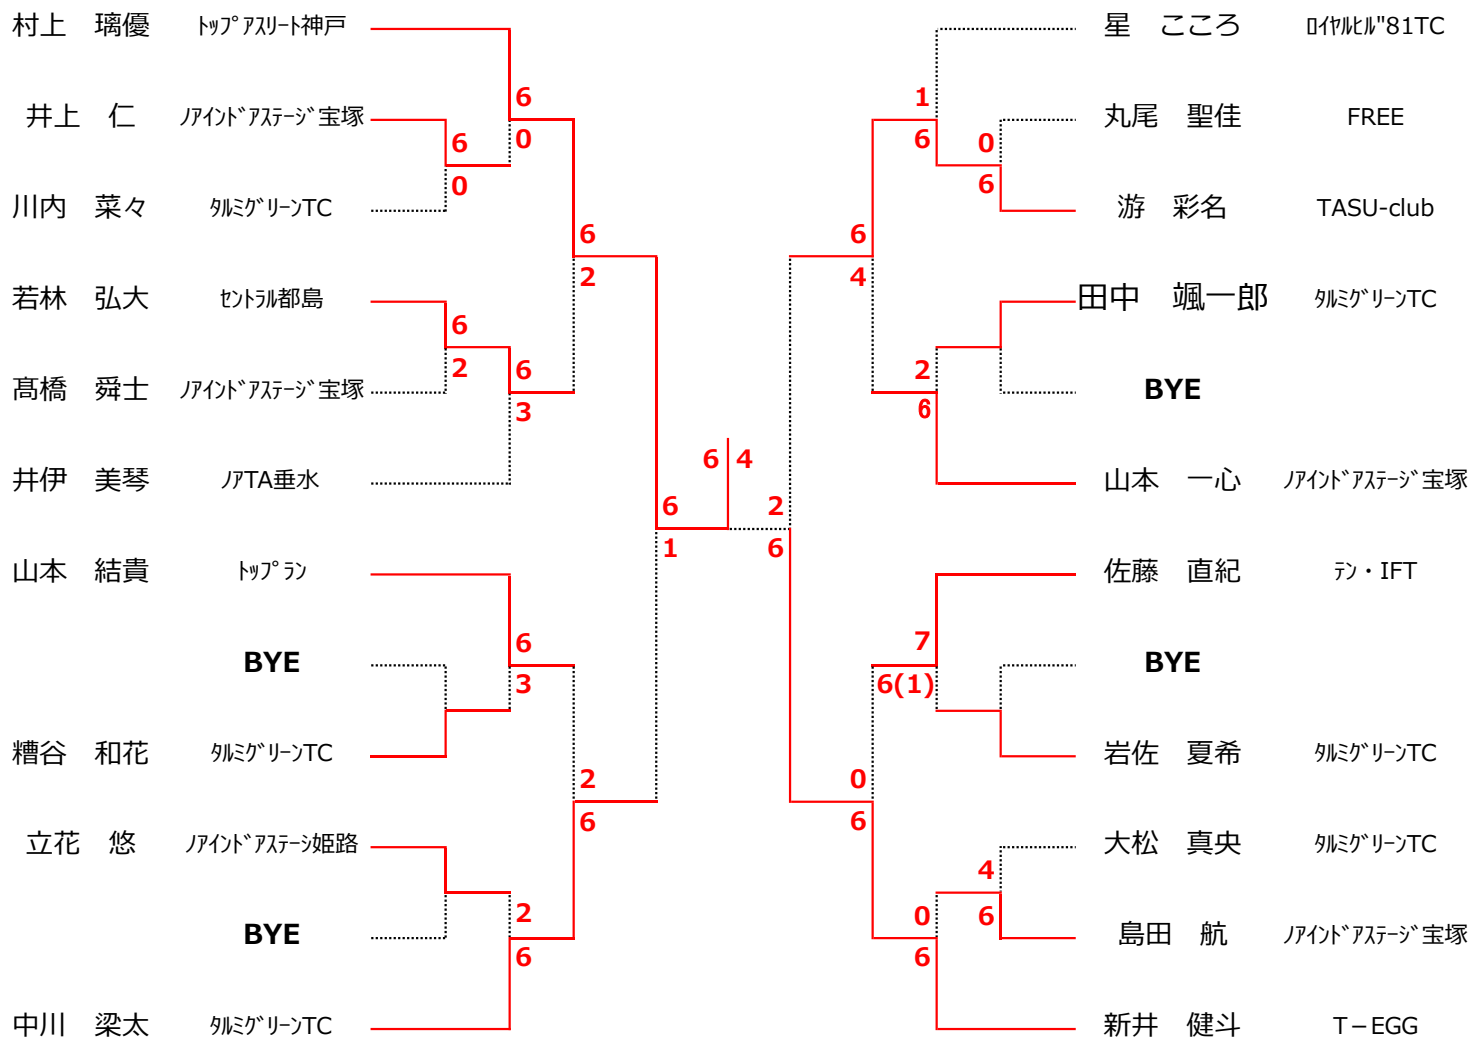 村上　璃優 ﾄｯﾌﾟｱｽﾘｰﾄ神戸
井上　仁 ﾉｱｲﾝﾄﾞｱｽﾃｰｼﾞ宝塚
川内　菜々 ﾀﾙﾐｸﾞﾘｰﾝTC
若林　弘大 ｾﾝﾄﾗﾙ都島
髙橋　舜士 ﾉｱｲﾝﾄﾞｱｽﾃｰｼﾞ宝塚
井伊　美琴 ﾉｱTA垂水
山本　結貴 ﾄｯﾌﾟﾗﾝ
BYE
糟谷　和花 ﾀﾙﾐｸﾞﾘｰﾝTC
立花　悠 ﾉｱｲﾝﾄﾞｱｽﾃｰｼ姫路
BYE
中川　梁太 ﾀﾙﾐｸﾞﾘｰﾝTC
6
0
6
2
6
0
6
3
6
3
2
6
6
2
2
6
6
1
6 4
2
6
6
4
0
6
1
6
2
6
7
6(1)
0
6
0
6
4
6
星　こころ ﾛｲﾔﾙﾋﾙ"81TC
丸尾　聖佳 FREE
游　彩名 TASU-club
田中　颯一郎 ﾀﾙﾐｸﾞﾘｰﾝTC
BYE
山本　一心 ﾉｱｲﾝﾄﾞｱｽﾃｰｼﾞ宝塚
佐藤　直紀 ﾃﾝ・IFT
BYE
岩佐　夏希 ﾀﾙﾐｸﾞﾘｰﾝTC
大松　真央 ﾀﾙﾐｸﾞﾘｰﾝTC
島田　航 ﾉｱｲﾝﾄﾞｱｽﾃｰｼﾞ宝塚
新井　健斗 T－EGG